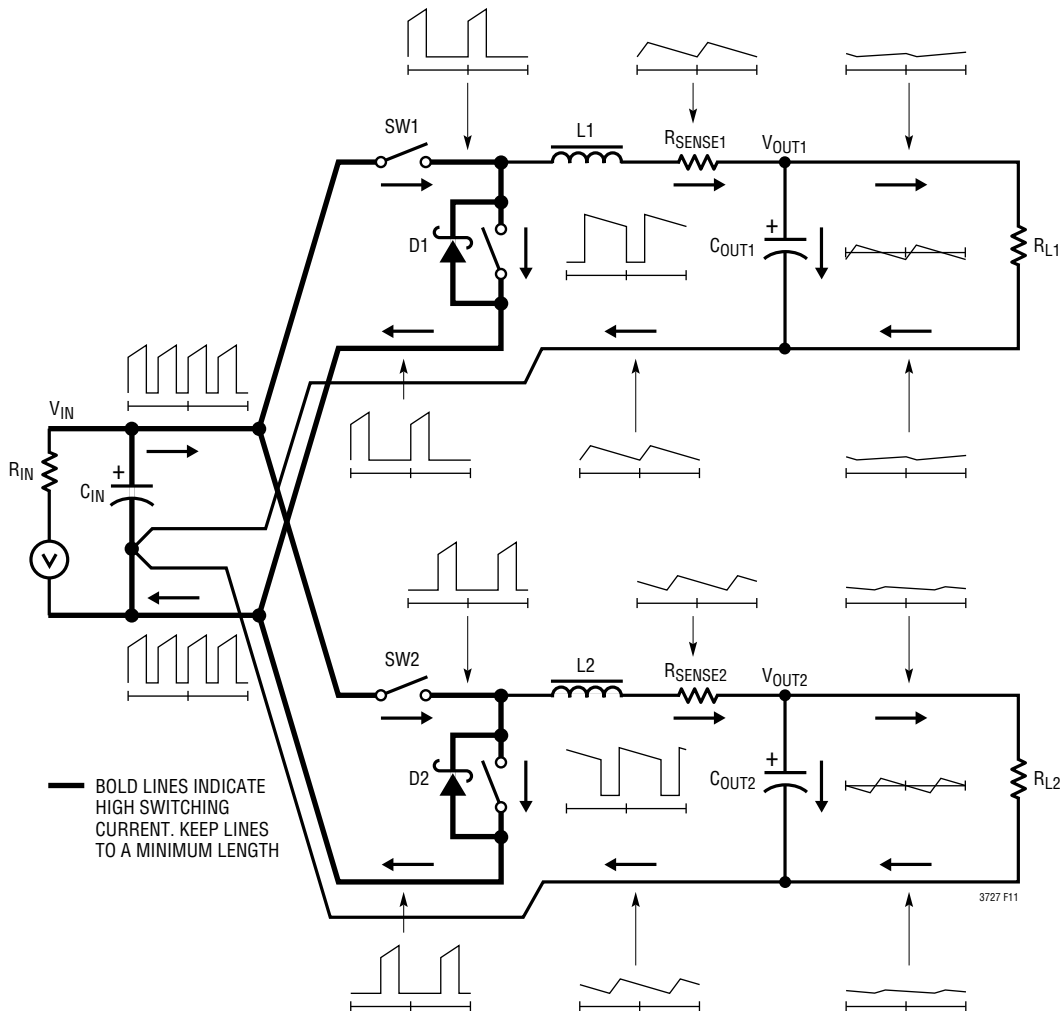 SW1
L1
RSENSE1
VOUT1
D1
+
COUT1
RL1
VIN
RIN
+
CIN
V
SW2
L2
RSENSE2
VOUT2
D2
+
COUT2
RL2
BOLD LINES INDICATE
HIGH SWITCHING
CURRENT. KEEP LINES
TO A MINIMUM LENGTH
3727 F11